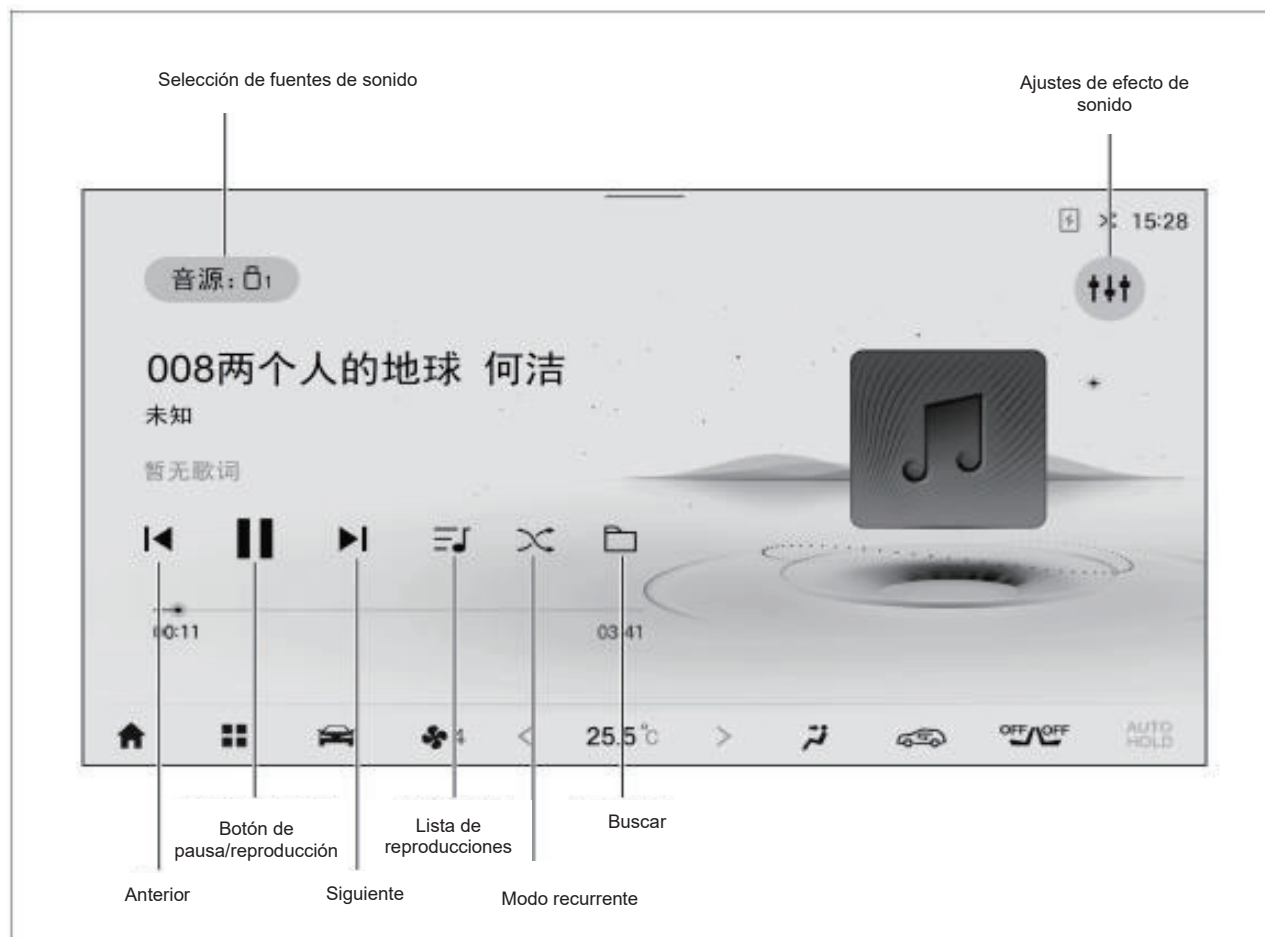 Selección de fuentes de sonido
Ajustes de efecto de
sonido
15:28
音源：1
008两个人的地球 何洁
未知
暂无歌词
00:11
03:41
4
25.5°C
OFF
OFF
AUTO
HOLD
Botón de
pausa/reproducción
Lista de
reproducciones
Buscar
Anterior
Siguiente
Modo recurrente